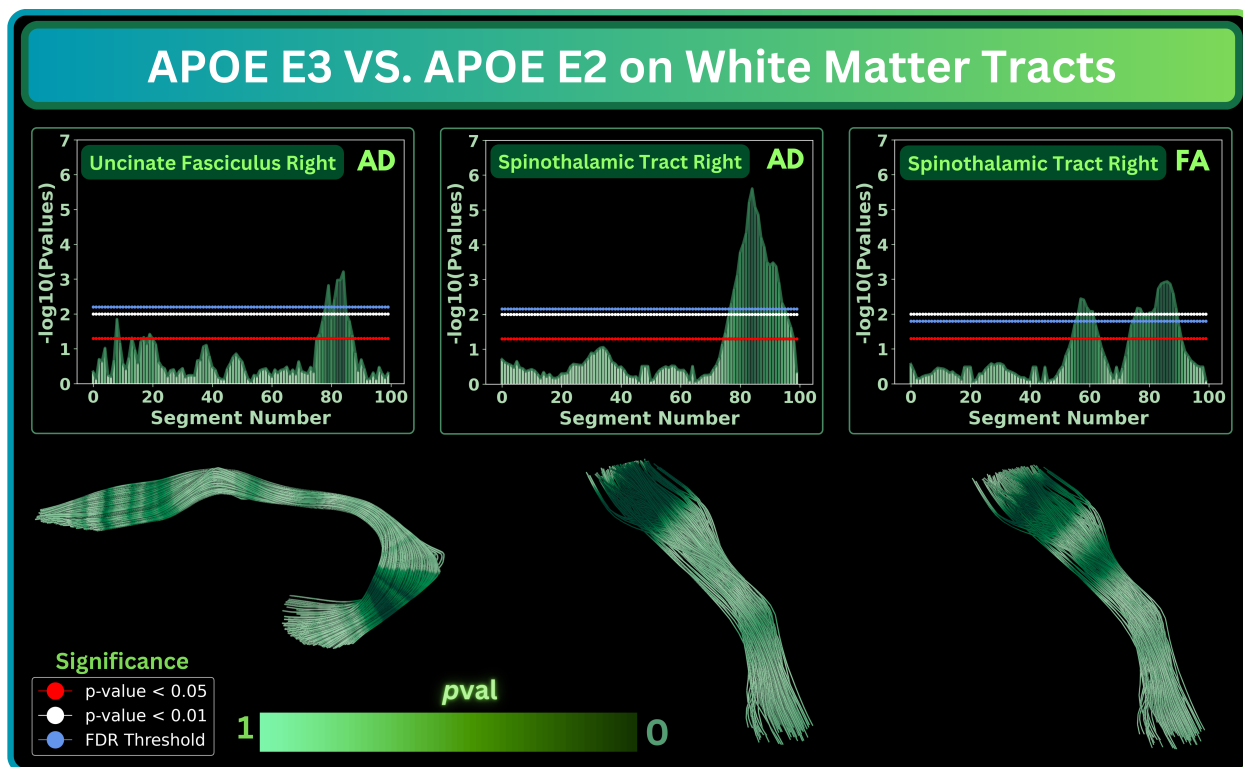 APOE E3 VS. APOE E2 on White Matter Tracts
Uncinate Fasciculus Right
AD
-log10(Pvalues)
7
6
5
4
3
2
1
0
0 20 40 60 80 100
Segment Number
Spinothalamic Tract Right
AD
-log10(Pvalues)
7
6
5
4
3
2
1
0
0 20 40 60 80 100
Segment Number
Spinothalamic Tract Right
FA
-log10(Pvalues)
7
6
5
4
3
2
1
0
0 20 40 60 80 100
Segment Number
Significance
p-value < 0.05
p-value < 0.01
FDR Threshold
pval
1
0